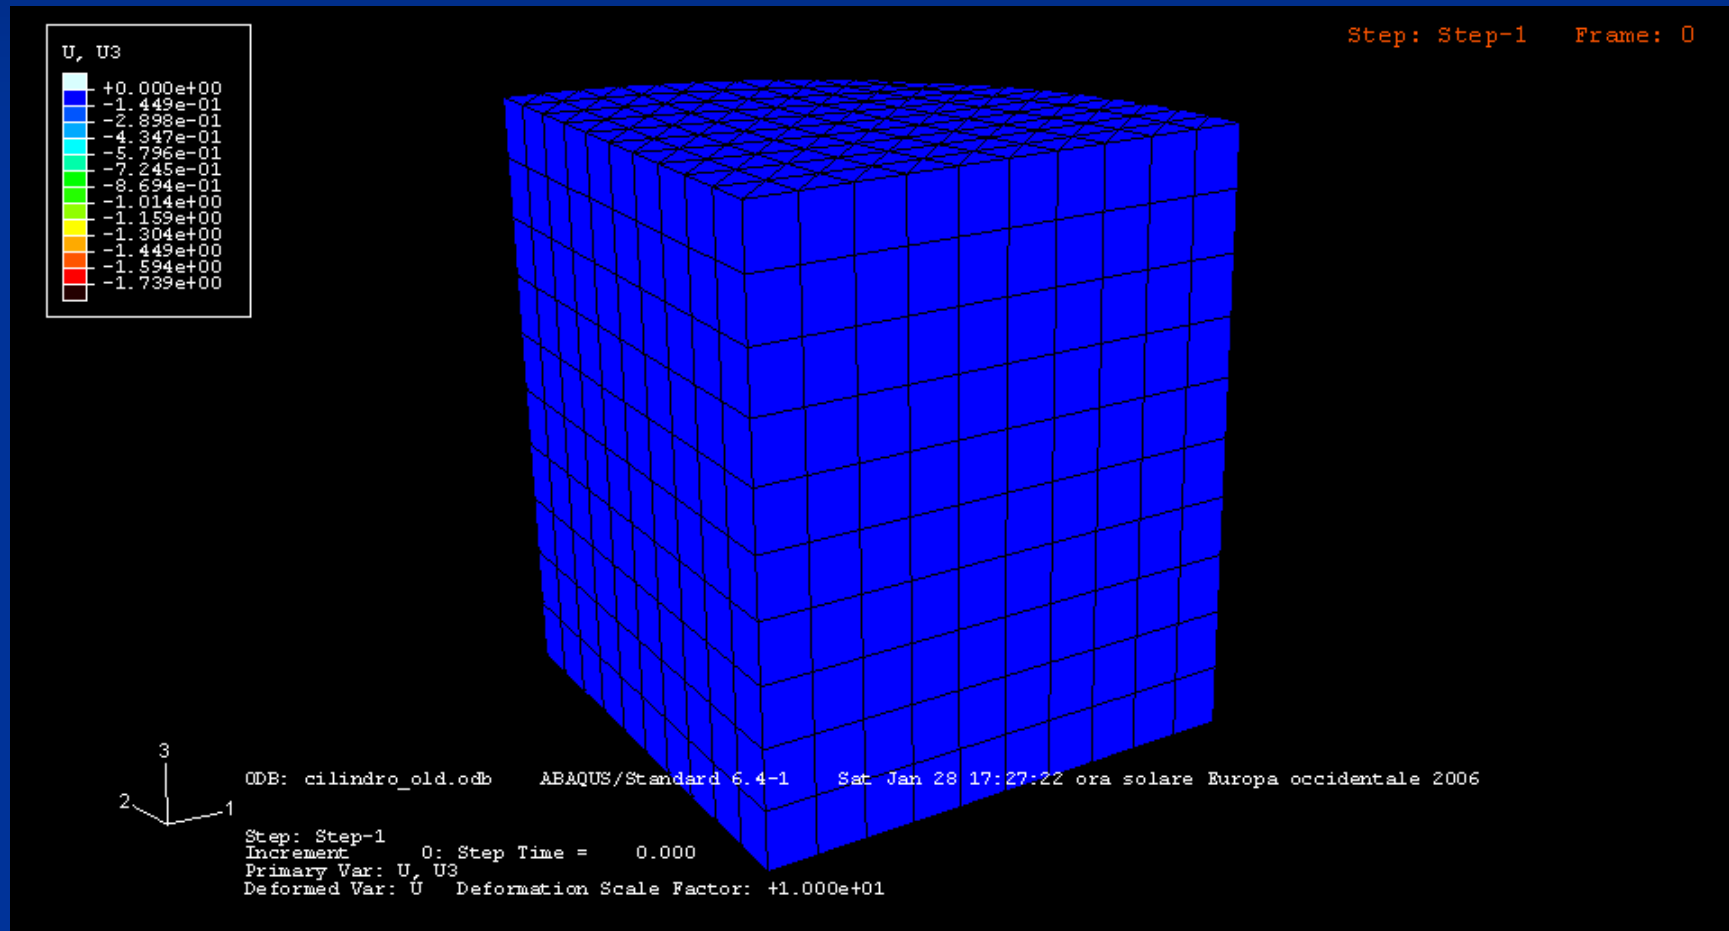 Step: Step-1 Frame: 0
U, U3
+0.000e+00
-1.449e-01
-2.898e-01
-4.347e-01
-5.796e-01
-7.245e-01
-8.694e-01
-1.014e+00
-1.159e+00
-1.304e+00
-1.449e+00
-1.594e+00
-1.739e+00
3
2
1
ODB: cilindro_old.odb ABAQUS/Standard 6.4-1 Sat Jan 28 17:27:22 ora solare Europa occidentale 2006
Step: Step-1
Increment 0: Step Time = 0.000
Primary Var: U, U3
Deformed Var: U Deformation Scale Factor: +1.000e+01